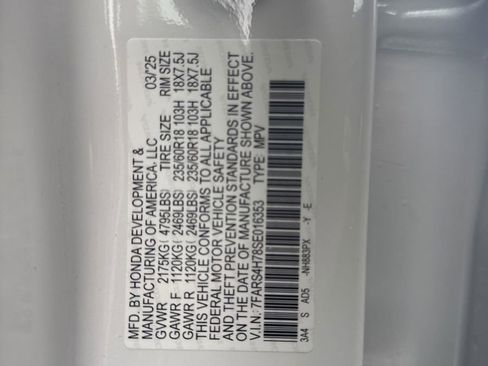 MFD. BY HONDA DEVELOPMENT &
MANUFACTURING OF AMERICA, LLC 03/25
GVWR 2175KG( 4795LBS) TIRE SIZE RIM SIZE
GAWR F 1120KG( 2469LBS) 235/60R18 103H 18X7.5J
GAWR R 1120KG( 2469LBS) 235/60R18 103H 18X7.5J
THIS VEHICLE CONFORMS TO ALL APPLICABLE
FEDERAL MOTOR VEHICLE SAFETY
AND THEFT PREVENTION STANDARDS IN EFFECT
ON THE DATE OF MANUFACTURE SHOWN ABOVE.
V.I.N: 7FARS4H78SE016353 TYPE: MPV
3A4 S AO5 -NH883PX -Y -E